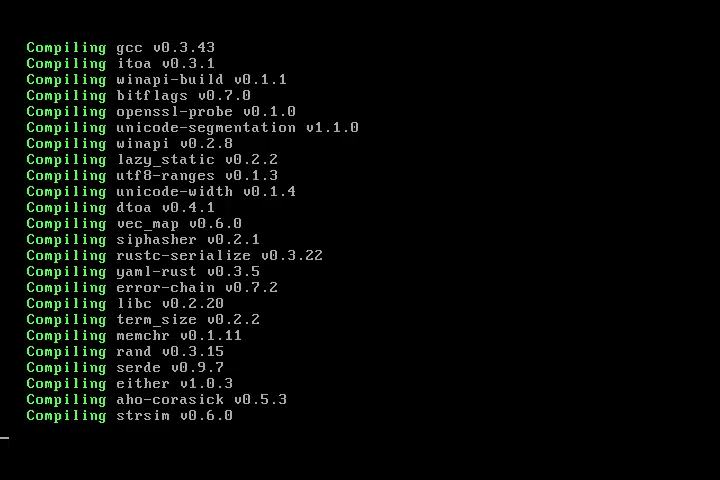 Compiling gcc v0.3.43
Compiling itoa v0.3.1
Compiling winapi-build v0.1.1
Compiling bitflags v0.7.0
Compiling openssl-probe v0.1.0
Compiling unicode-segmentation v1.1.0
Compiling winapi v0.2.8
Compiling lazy_static v0.2.2
Compiling utf8-ranges v0.1.3
Compiling unicode-width v0.1.4
Compiling dtoa v0.4.1
Compiling vec_map v0.6.0
Compiling siphasher v0.2.1
Compiling rustc-serialize v0.3.22
Compiling yaml-rust v0.3.5
Compiling error-chain v0.7.2
Compiling libc v0.2.20
Compiling term_size v0.2.2
Compiling memchr v0.1.11
Compiling rand v0.3.15
Compiling serde v0.9.7
Compiling either v1.0.3
Compiling aho-corasick v0.5.3
Compiling strsim v0.6.0